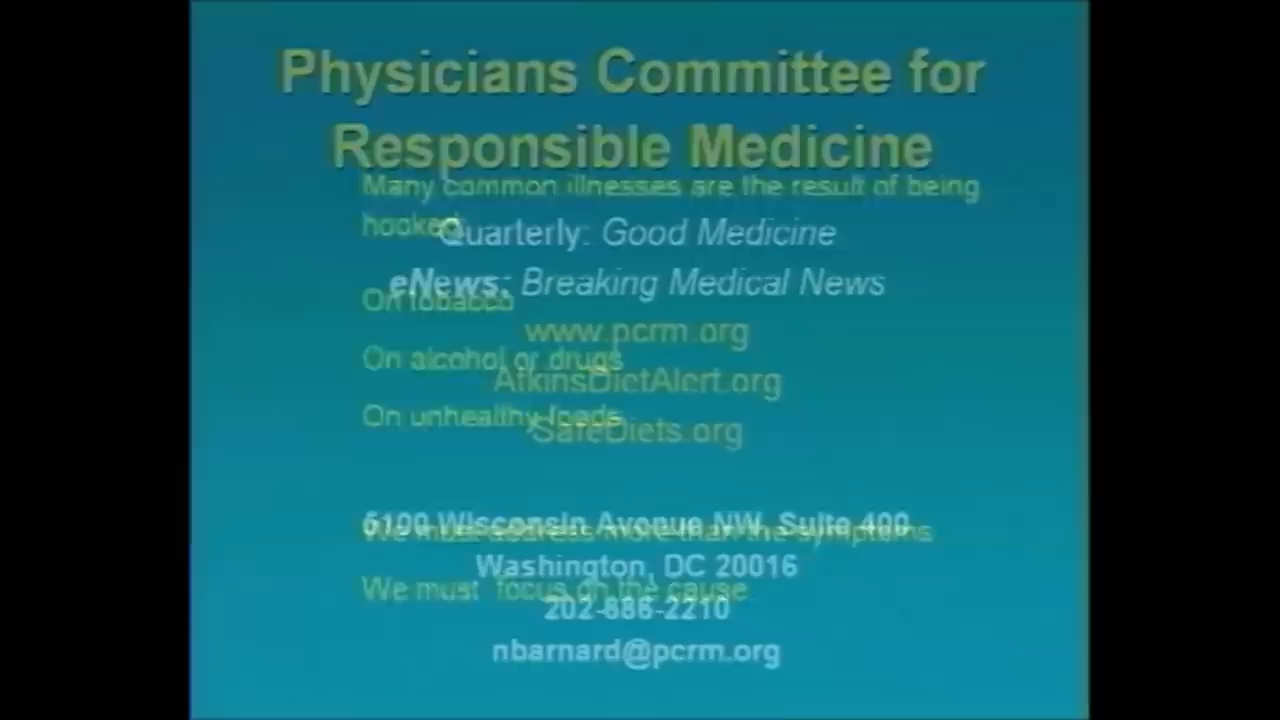 Physicians Committee for
Responsible Medicine
Many common illnesses are the result of being
hooked:
Quarterly: Good Medicine
eNews: Breaking Medical News
On tobacco
www.pcrm.org
On alcohol or drugs
AtkinsDietAlert.org
On unhealthy foods
SafeDiets.org
5100 Wisconsin Avenue NW, Suite 400
We must address more than the symptoms.
Washington, DC 20016
We must focus on the cause.
202-686-2210
nbarnard@pcrm.org